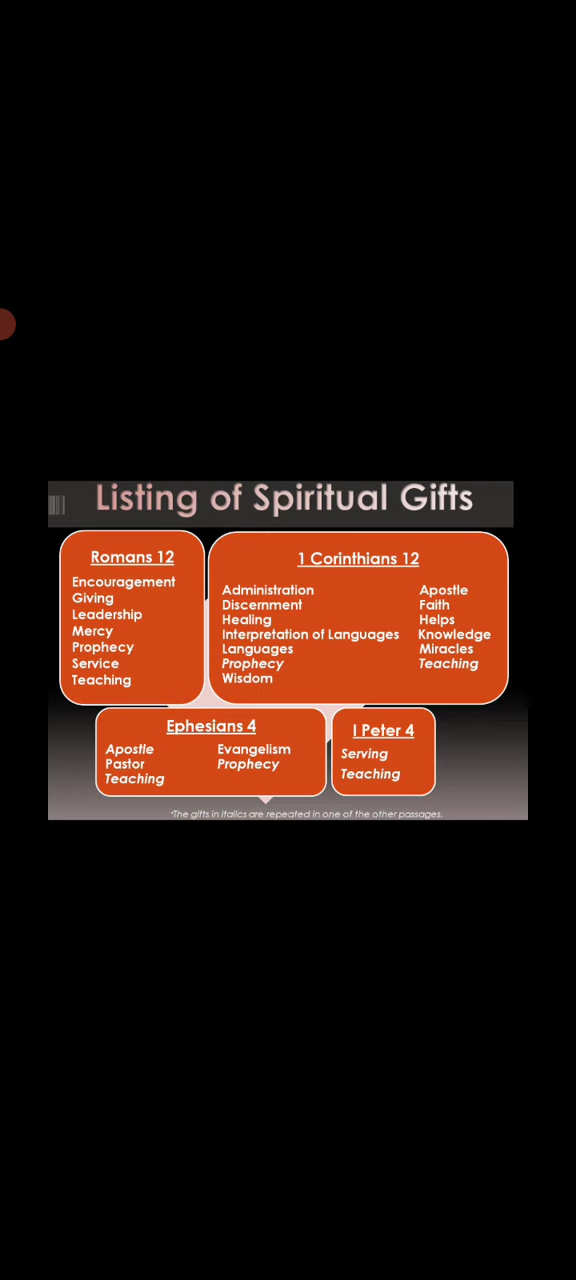 Listing of Spiritual Gifts
Romans 12
Encouragement
Giving
Leadership
Mercy
Prophecy
Service
Teaching
1 Corinthians 12
Administration
Discernment
Healing
Interpretation of Languages
Languages
Prophecy
Wisdom
Apostle
Faith
Helps
Knowledge
Miracles
Teaching
Ephesians 4
Apostle
Pastor
Teaching
Evangelism
Prophecy
I Peter 4
Serving
Teaching
*The gifts in italics are repeated in one of the other passages.